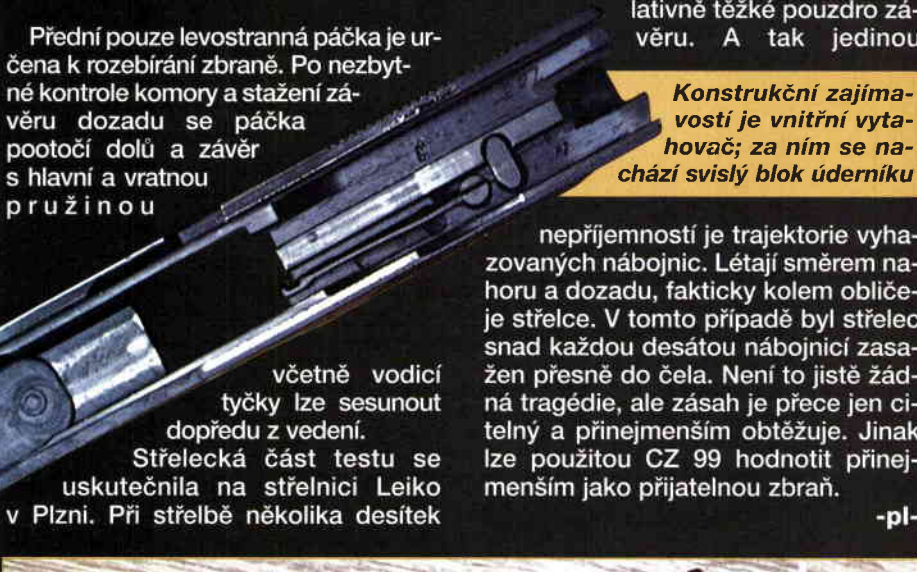 Přední pouze levostranná páčka je ur-
čena k rozebírání zbraně. Po nezbyt-
né kontrole komory a stažení zá-
věru dozadu se páčka
pootočí dolů a závěr
s hlavní a vratnou
pružinou
včetně vodicí
tyčky lze sesunout
dopředu z vedení.
Střelecká část testu se
uskutečnila na střelnici Leiko
v Plzni. Při střelbě několika desítek
lativně těžké pouzdro zá-
věru. A tak jedinou
Konstrukční zajíma-
vostí je vnitřní vyta-
hovač; za ním se na-
chází svislý blok úderníku
nepříjemností je trajektorie vyha-
zovaných nábojnic. Létají směrem na-
horu a dozadu, fakticky kolem obliče-
je střelce. V tomto případě byl střelec
snad každou desátou nábojnicí zasa-
žen přesně do čela. Není to jistě žád-
ná tragédie, ale zásah je přece jen ci-
telný a přinejmenším obtěžuje. Jinak
lze použitou CZ 99 hodnotit přinej-
menším jako přijatelnou zbraň.
-pl-